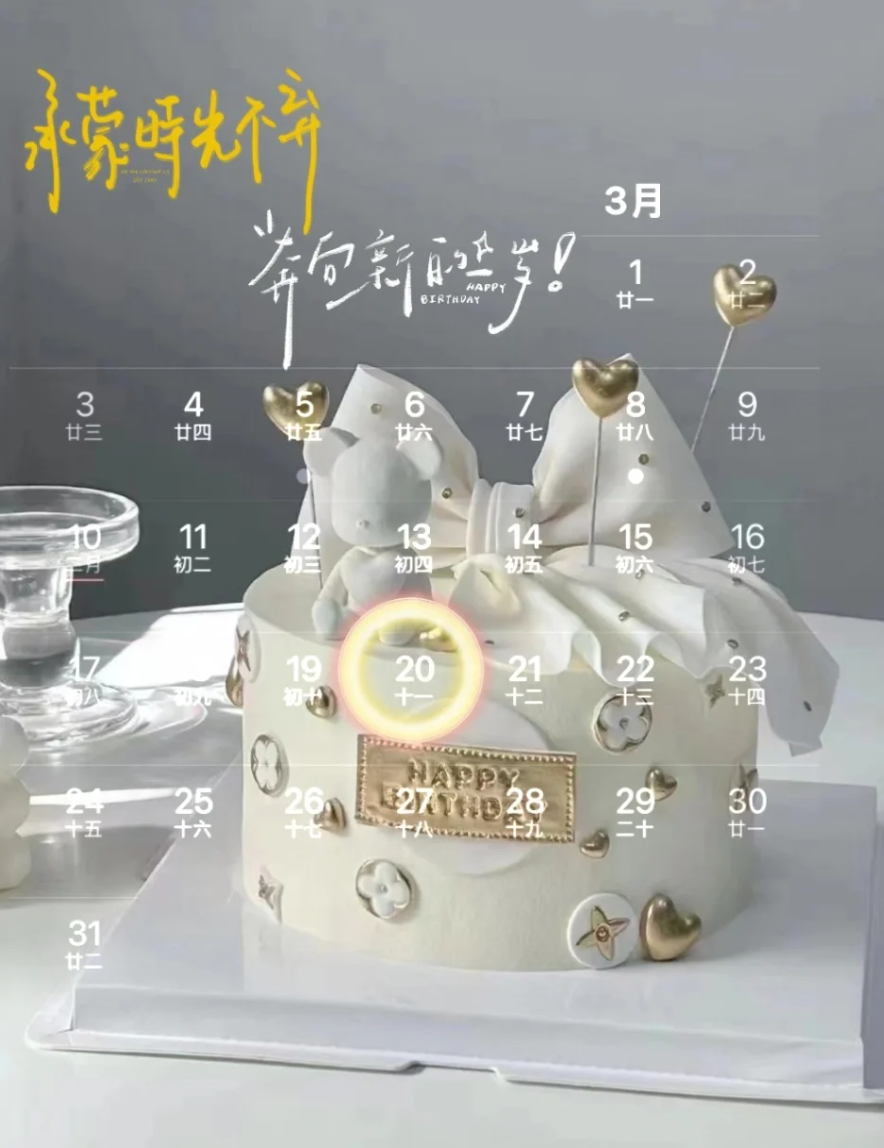 承蒙時光不弃
奔向新的一岁!
HAPPY
BIRTHDAY
3月
1 2
廿一 廿二
3 4 5 6 7 8 9
廿三 廿四 廿五 廿六 廿七 廿八 廿九
10 11 12 13 14 15 16
二月 初二 初三 初四 初五 初六 初七
17 18 19 20 21 22 23
初八 初九 初十 十一 十二 十三 十四
24 25 26 27 28 29 30
十五 十六 十七 十八 十九 二十 廿一
31
廿二
HAPPY
BIRTHDAY